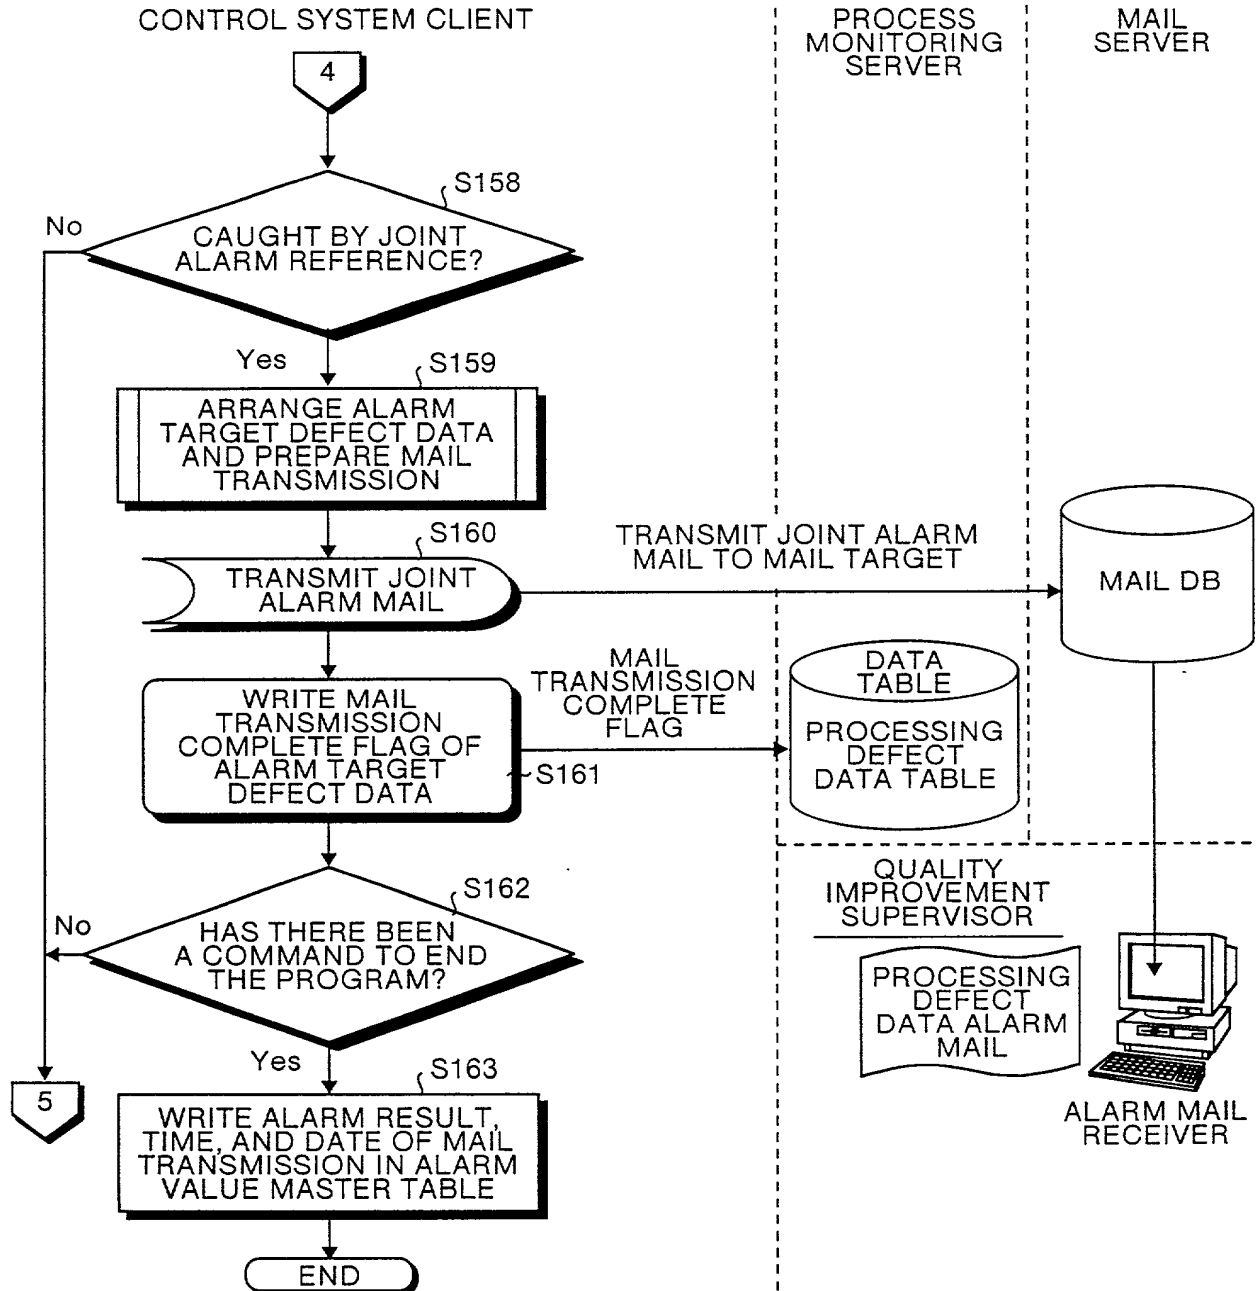 CONTROL SYSTEM CLIENT
PROCESS
MONITORING
SERVER
MAIL
SERVER
4
S158
No
CAUGHT BY JOINT
ALARM REFERENCE?
Yes
S159
ARRANGE ALARM
TARGET DEFECT DATA
AND PREPARE MAIL
TRANSMISSION
S160
TRANSMIT JOINT
ALARM MAIL
TRANSMIT JOINT ALARM
MAIL TO MAIL TARGET
MAIL DB
WRITE MAIL
TRANSMISSION
COMPLETE FLAG OF
ALARM TARGET
DEFECT DATA
S161
MAIL
TRANSMISSION
COMPLETE
FLAG
DATA
TABLE
PROCESSING
DEFECT
DATA TABLE
S162
No
HAS THERE BEEN
A COMMAND TO END
THE PROGRAM?
QUALITY
IMPROVEMENT
SUPERVISOR
PROCESSING
DEFECT
DATA ALARM
MAIL
ALARM MAIL
RECEIVER
Yes
S163
5
WRITE ALARM RESULT,
TIME, AND DATE OF MAIL
TRANSMISSION IN ALARM
VALUE MASTER TABLE
END